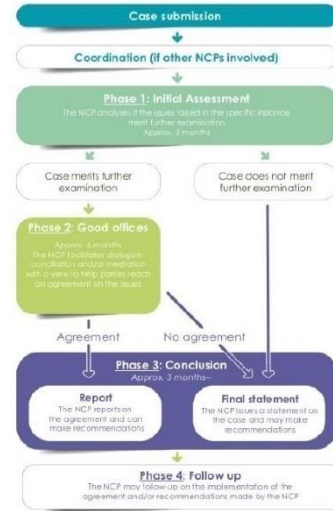 Case submission
Coordination (if other NCPs involved)
Phase 1: Initial Assessment
The NCP analyses if the issues raised in the specific instance
merit further examination
Approx. 3 months
Case merits further
examination
Case does not merit
further examination
Phase 2: Good offices
Approx. 6 months
The NCP facilitates dialogue,
conciliation and/or mediation
with a view to help parties reach
an agreement on the issues
Agreement
No agreement
Phase 3: Conclusion
Approx. 3 months–
Report
The NCP reports on
the agreement and can
make recommendations
Final statement
The NCP issues a statement on
the case and may make
recommendations
Phase 4: Follow up
The NCP may follow-up on the implementation of the
agreement and/or recommendations made by the NCP